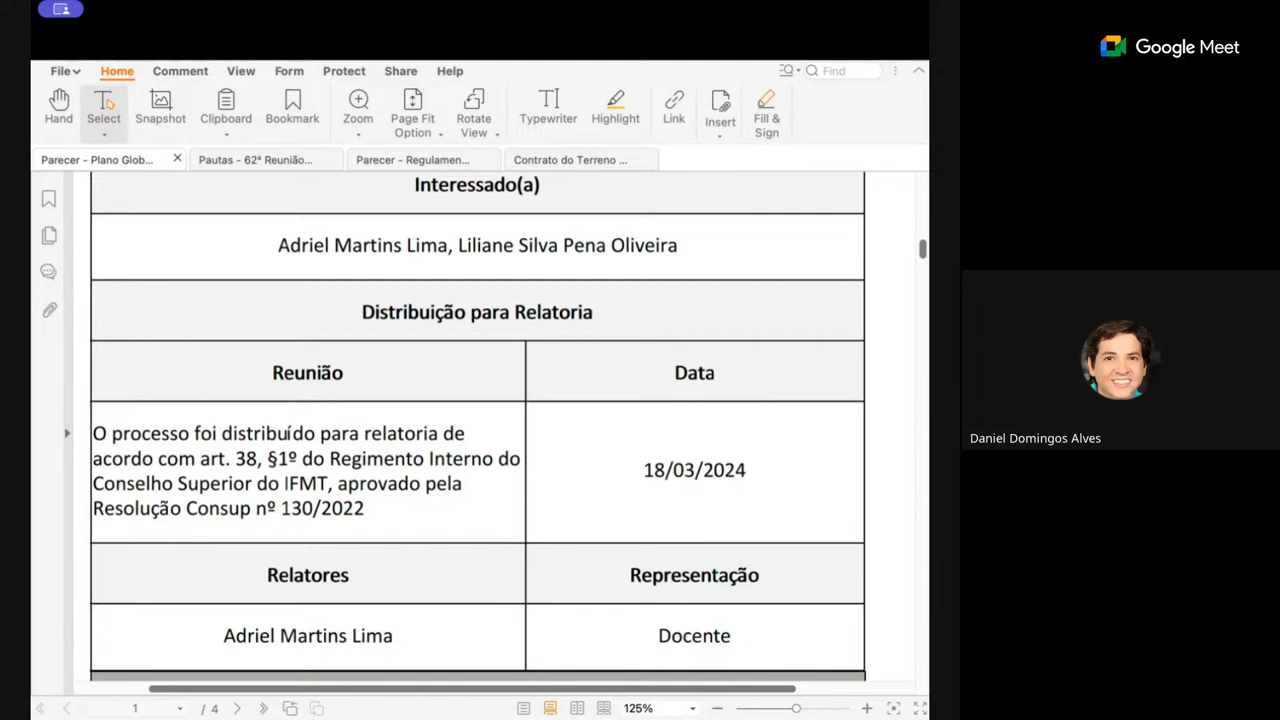 Google Meet
File Home Comment View Form Protect Share Help Find
Hand Select Snapshot Clipboard Bookmark Zoom Page Fit Option Rotate View Typewriter Highlight Link Insert Fill & Sign
Parecer - Plano Glob... Pautas - 62ª Reunião... Parecer - Regulamen... Contrato do Terreno ...
Interessado(a)
Adriel Martins Lima, Liliane Silva Pena Oliveira
Distribuição para Relatoria
Reunião Data
O processo foi distribuído para relatoria de
acordo com art. 38, §1º do Regimento Interno do
Conselho Superior do IFMT, aprovado pela
Resolução Consup nº 130/2022
18/03/2024
Relatores Representação
Adriel Martins Lima Docente
1 / 4 125%
Daniel Domingos Alves